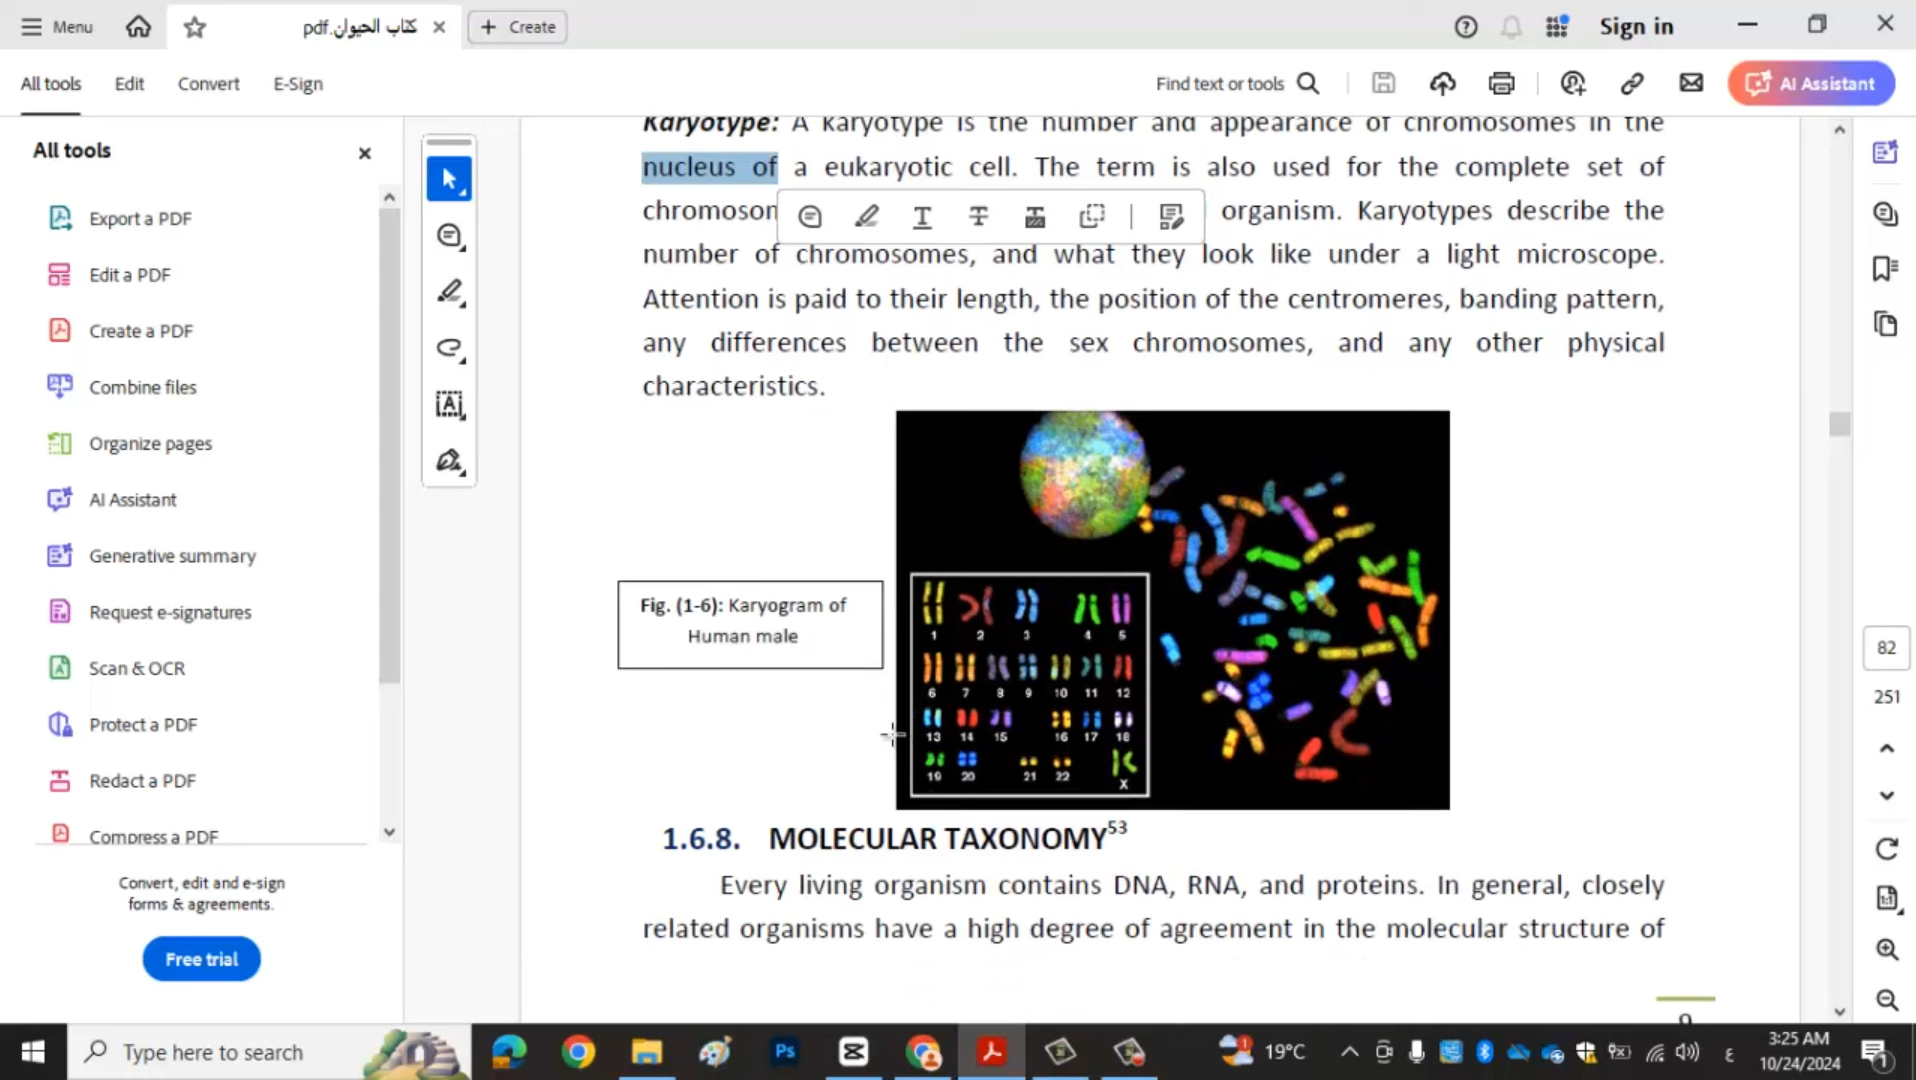 Menu
كتاب الحيوان.pdf
Create
Sign in
All tools
Edit
Convert
E-Sign
Find text or tools
AI Assistant
All tools
Export a PDF
Edit a PDF
Create a PDF
Combine files
Organize pages
AI Assistant
Generative summary
Request e-signatures
Scan & OCR
Protect a PDF
Redact a PDF
Compress a PDF
Convert, edit and e-sign
forms & agreements.
Free trial
Karyotype: A karyotype is the number and appearance of chromosomes in the
nucleus of a eukaryotic cell. The term is also used for the complete set of
chromoson organism. Karyotypes describe the
number of chromosomes, and what they look like under a light microscope.
Attention is paid to their length, the position of the centromeres, banding pattern,
any differences between the sex chromosomes, and any other physical
characteristics.
Fig. (1-6): Karyogram of
Human male
1 2 3 4 5
6 7 8 9 10 11 12
13 14 15 16 17 18
19 20 21 22 X
1.6.8. MOLECULAR TAXONOMY53
Every living organism contains DNA, RNA, and proteins. In general, closely
related organisms have a high degree of agreement in the molecular structure of
82
251
Type here to search
Ps
19°C
ع
3:25 AM
10/24/2024
1